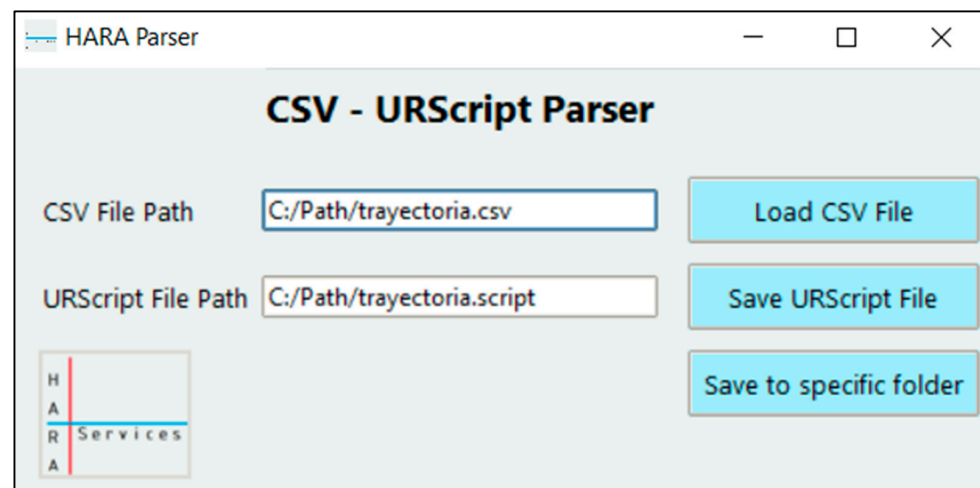 HARA Parser
CSV - URScript Parser
CSV File Path
C:/Path/trayectoria.csv
Load CSV File
URScript File Path
C:/Path/trayectoria.script
Save URScript File
Save to specific folder
HARA
Services